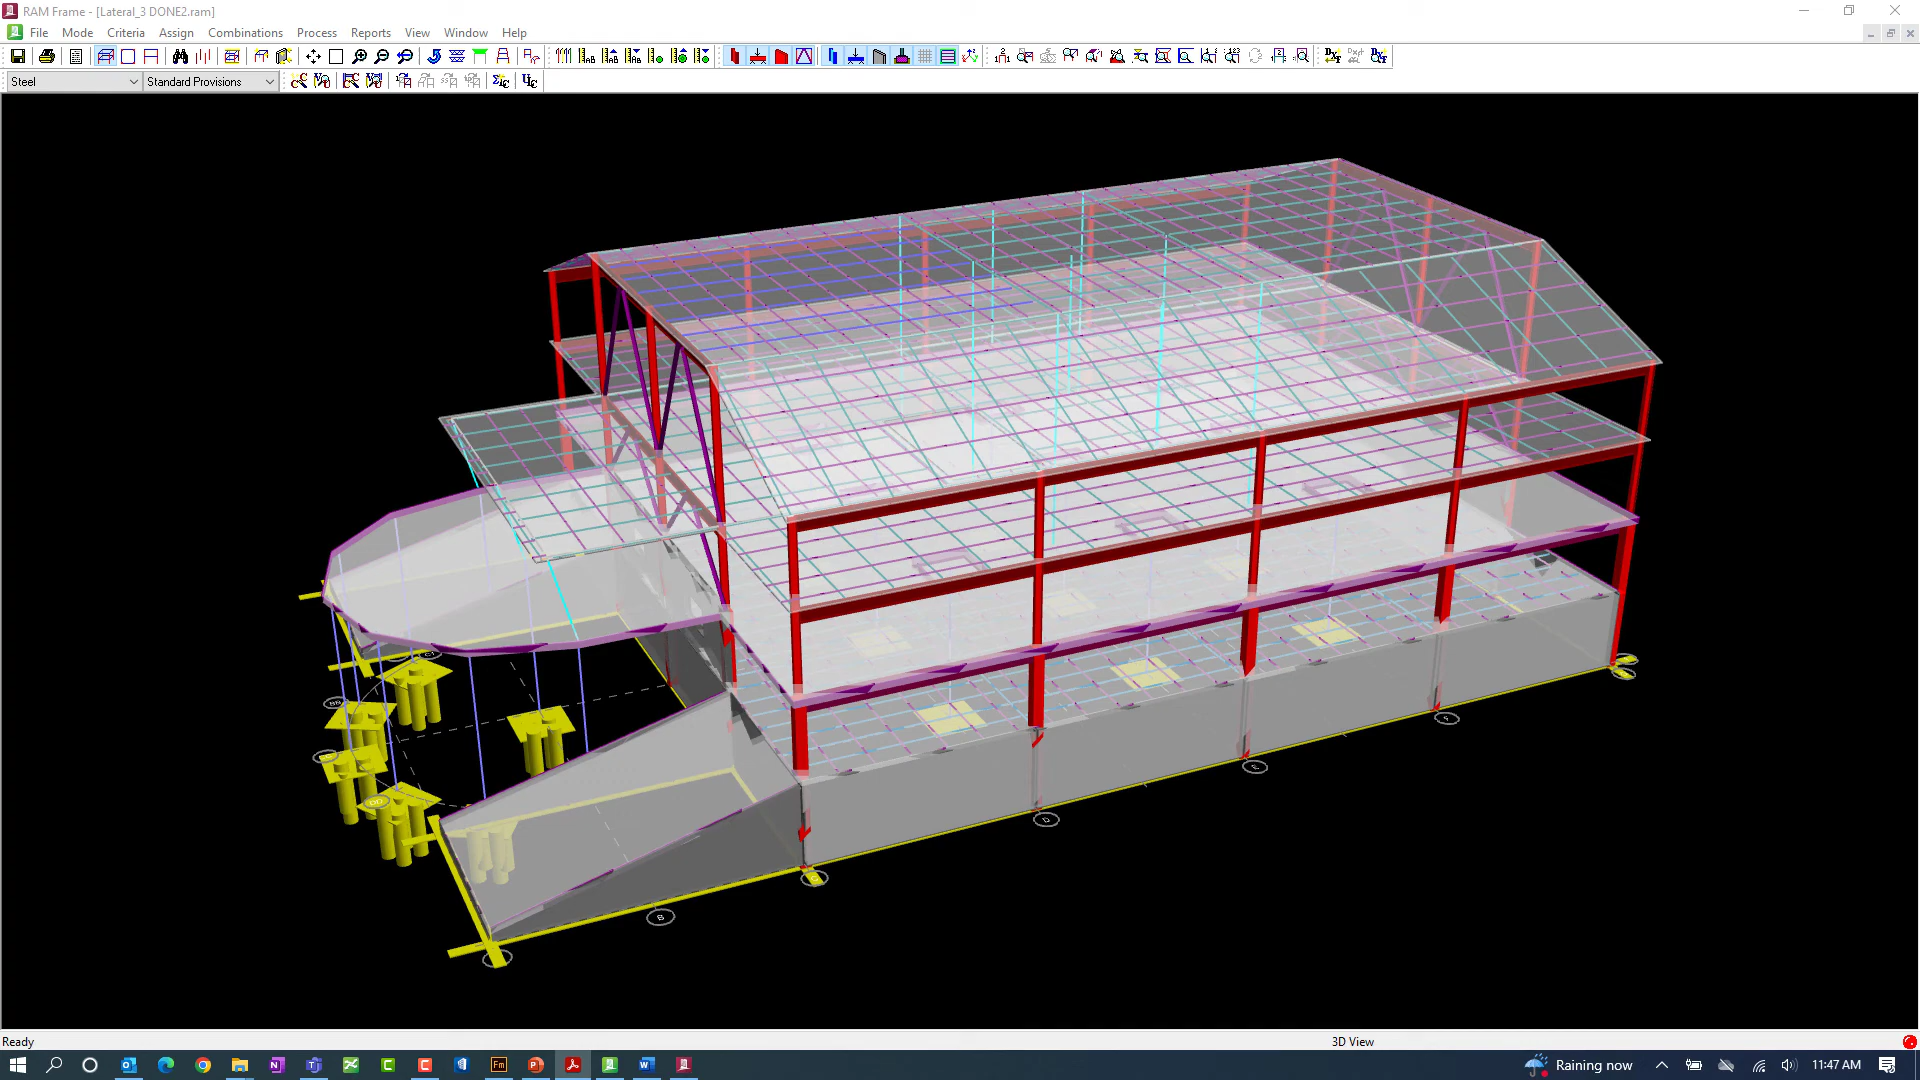 RAM Frame - [Lateral_3 DONE2.ram]
File Mode Criteria Assign Combinations Process Reports View Window Help
Steel Standard Provisions
D
E
F
C
B
DD
Ready 3D View
Raining now 11:47 AM